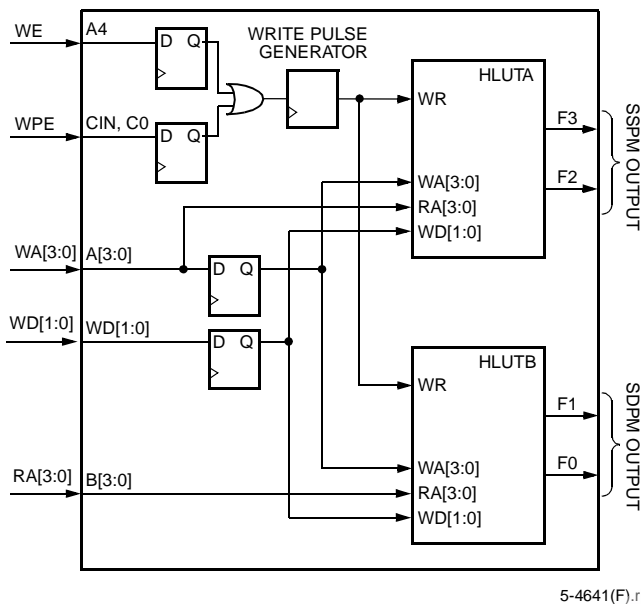 WE
A4
D Q
WRITE PULSE
GENERATOR
WPE
CIN, C0
D Q
HLUTA
WR
WA[3:0]
RA[3:0]
WD[1:0]
F3
F2
SSPM OUTPUT
WA[3:0]
A[3:0]
D Q
WD[1:0]
WD[1:0]
D Q
HLUTB
WR
WA[3:0]
RA[3:0]
WD[1:0]
F1
F0
SDPM OUTPUT
RA[3:0]
B[3:0]
5-4641(F).r